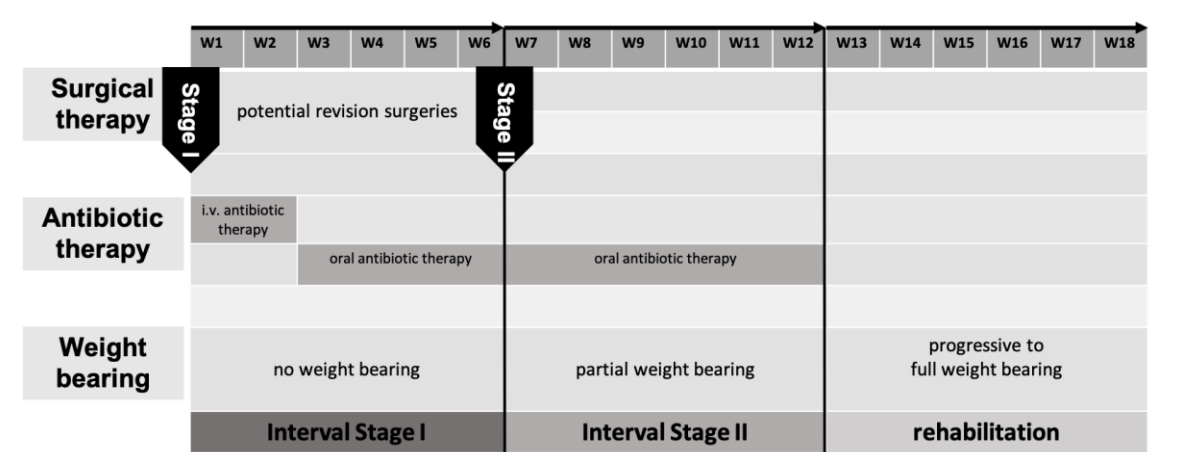 W1 W2 W3 W4 W5 W6 W7 W8 W9 W10 W11 W12 W13 W14 W15 W16 W17 W18
Surgical
therapy
Stage I
potential revision surgeries
Stage II
Antibiotic
therapy
i.v. antibiotic
therapy
oral antibiotic therapy
oral antibiotic therapy
Weight
bearing
no weight bearing
partial weight bearing
progressive to
full weight bearing
Interval Stage I
Interval Stage II
rehabilitation